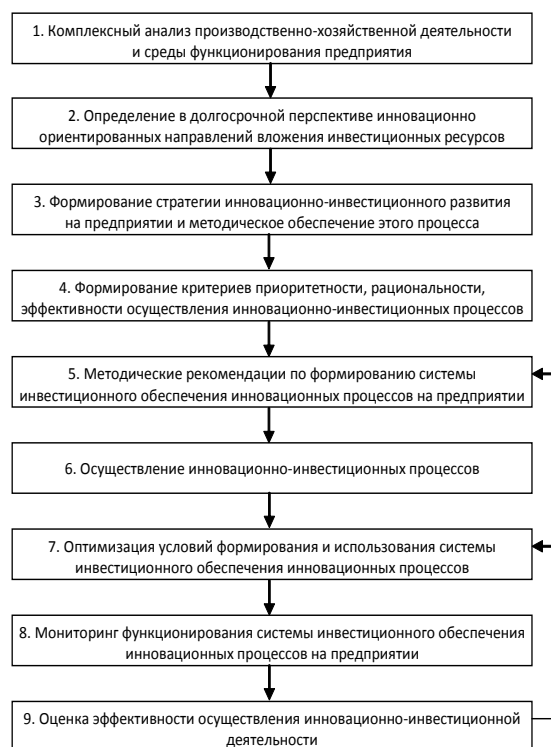 1. Комплексный анализ производственно-хозяйственной деятельности
и среды функционирования предприятия
2. Определение в долгосрочной перспективе инновационно
ориентированных направлений вложения инвестиционных ресурсов
3. Формирование стратегии инновационно-инвестиционного развития
на предприятии и методическое обеспечение этого процесса
4. Формирование критериев приоритетности, рациональности,
эффективности осуществления инновационно-инвестиционных процессов
5. Методические рекомендации по формированию системы
инвестиционного обеспечения инновационных процессов на предприятии
6. Осуществление инновационно-инвестиционных процессов
7. Оптимизация условий формирования и использования системы
инвестиционного обеспечения инновационных процессов
8. Мониторинг функционирования системы инвестиционного обеспечения
инновационных процессов на предприятии
9. Оценка эффективности осуществления инновационно-инвестиционной
деятельности